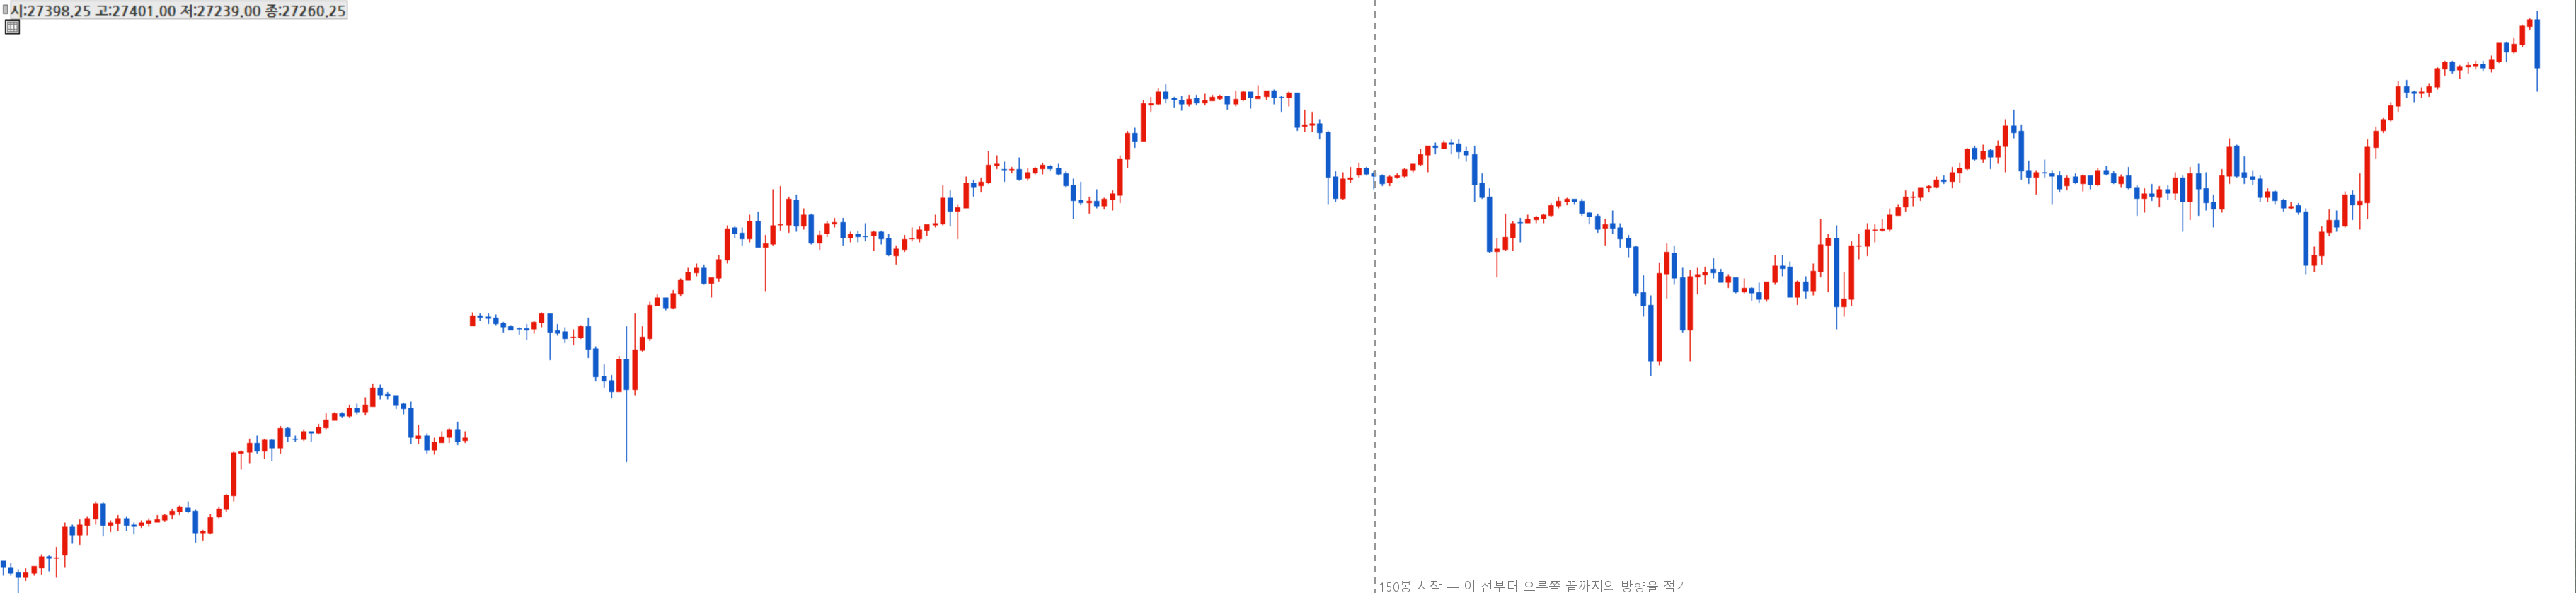 시:27398,25 고:27401,00 저:27239,00 종:27260,25
150봉 시작 — 이 선부터 오른쪽 끝까지의 방향을 적기